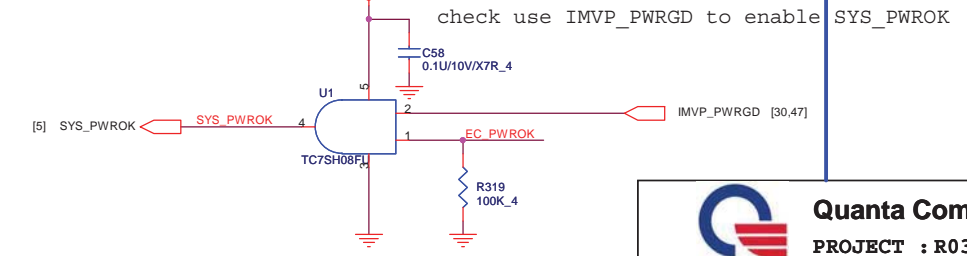 check use IMVP_PWRGD to enable SYS_PWROK
C58
0.1U/10V/X7R_4
U1
5
2
IMVP_PWRGD [30,47]
[5] SYS_PWROK
SYS_PWROK
4
1
EC_PWROK
TC7SH08FU
3
R319
100K_4
Quanta Com
PROJECT : R03